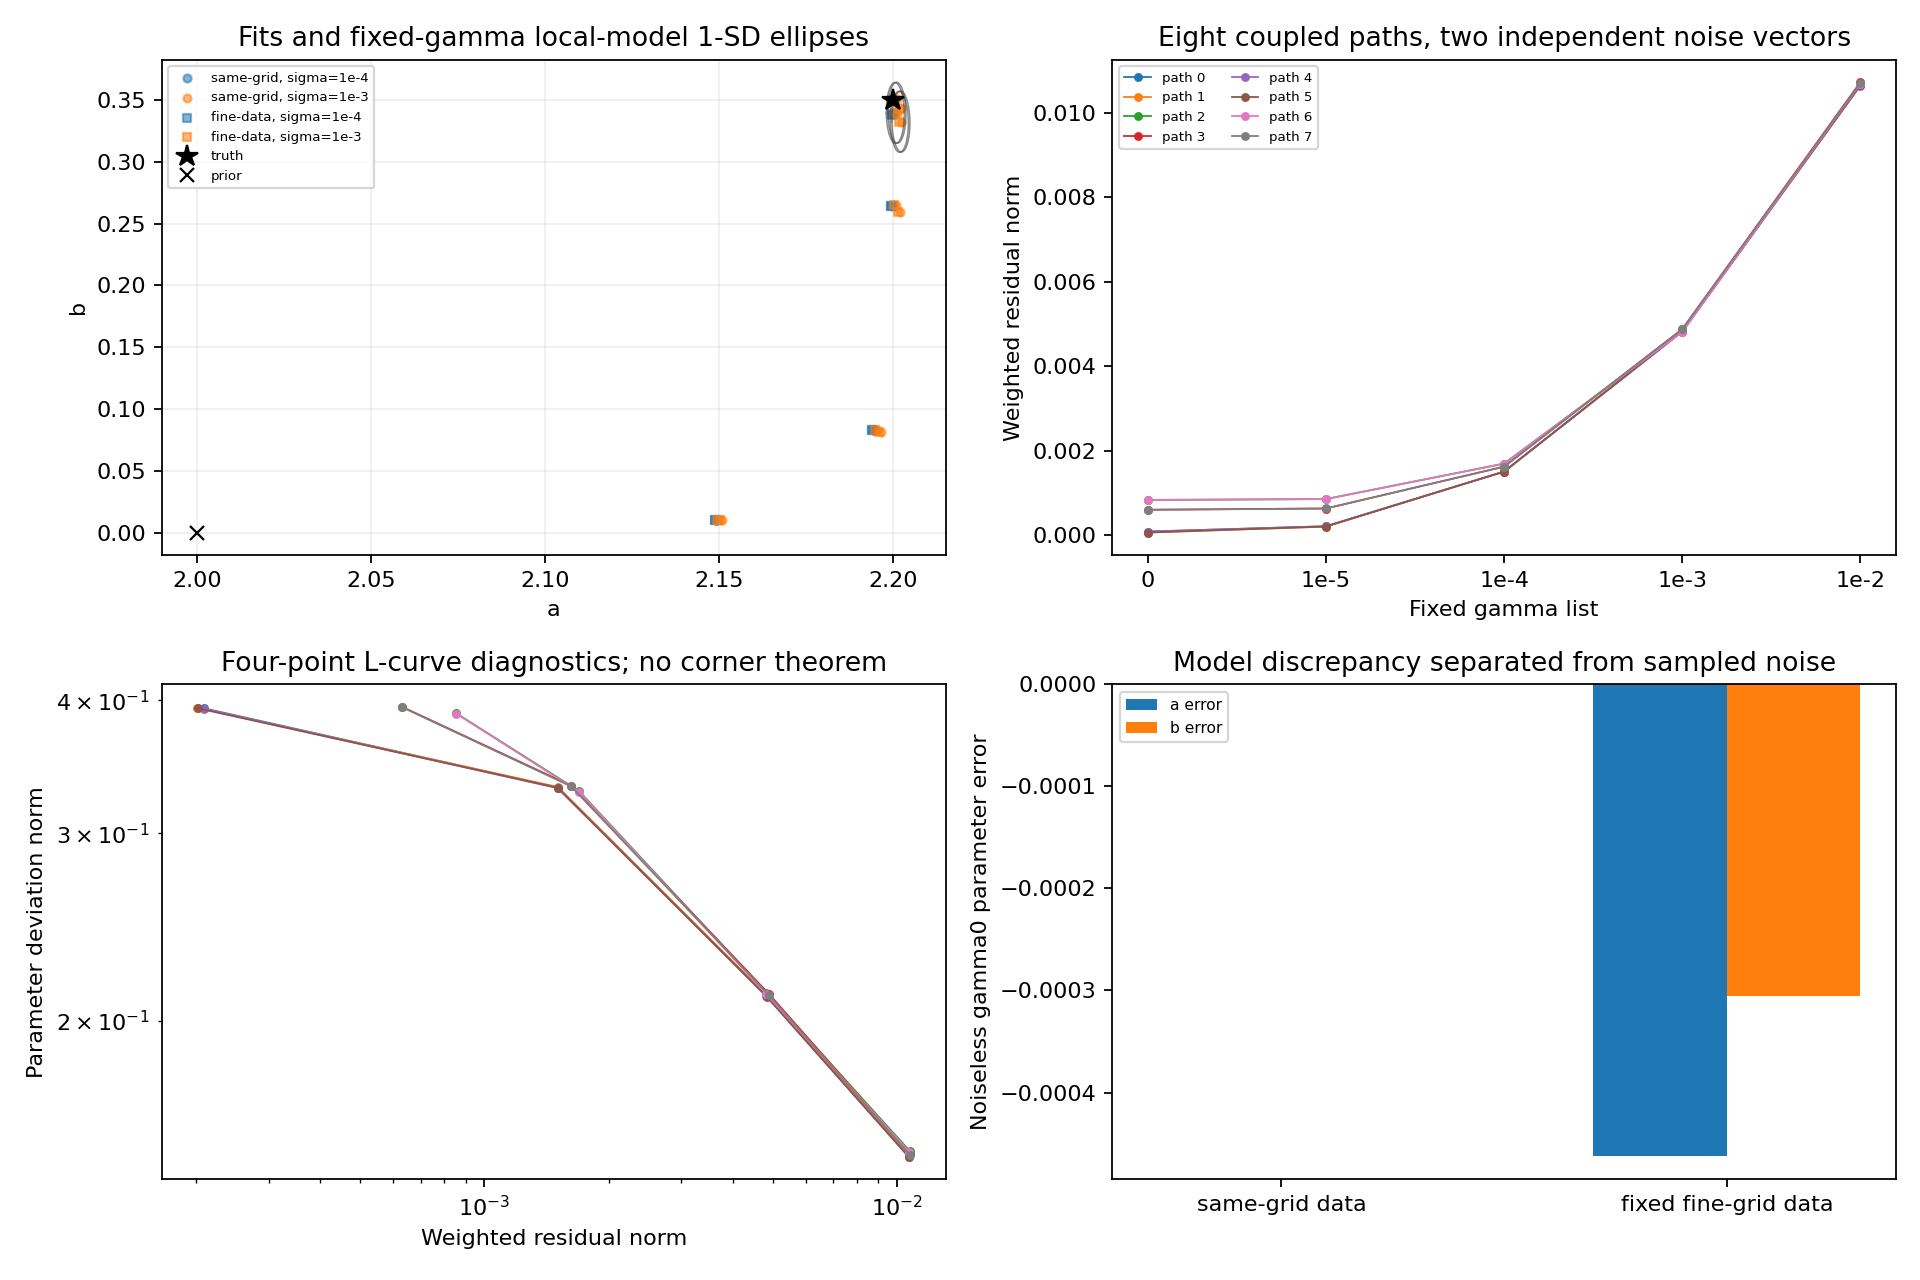 Fits and fixed-gamma local-model 1-SD ellipses
same-grid, sigma=1e-4
same-grid, sigma=1e-3
fine-data, sigma=1e-4
fine-data, sigma=1e-3
truth
prior
0.35
0.30
0.25
0.20
0.15
0.10
0.05
0.00
b
2.00
2.05
2.10
2.15
2.20
a
Eight coupled paths, two independent noise vectors
path 0
path 1
path 2
path 3
path 4
path 5
path 6
path 7
0.010
0.008
0.006
0.004
0.002
0.000
Weighted residual norm
0
1e-5
1e-4
1e-3
1e-2
Fixed gamma list
Four-point L-curve diagnostics; no corner theorem
4 × 10⁻¹
3 × 10⁻¹
2 × 10⁻¹
Parameter deviation norm
10⁻³
10⁻²
Weighted residual norm
Model discrepancy separated from sampled noise
a error
b error
0.0000
−0.0001
−0.0002
−0.0003
−0.0004
Noiseless gamma0 parameter error
same-grid data
fixed fine-grid data